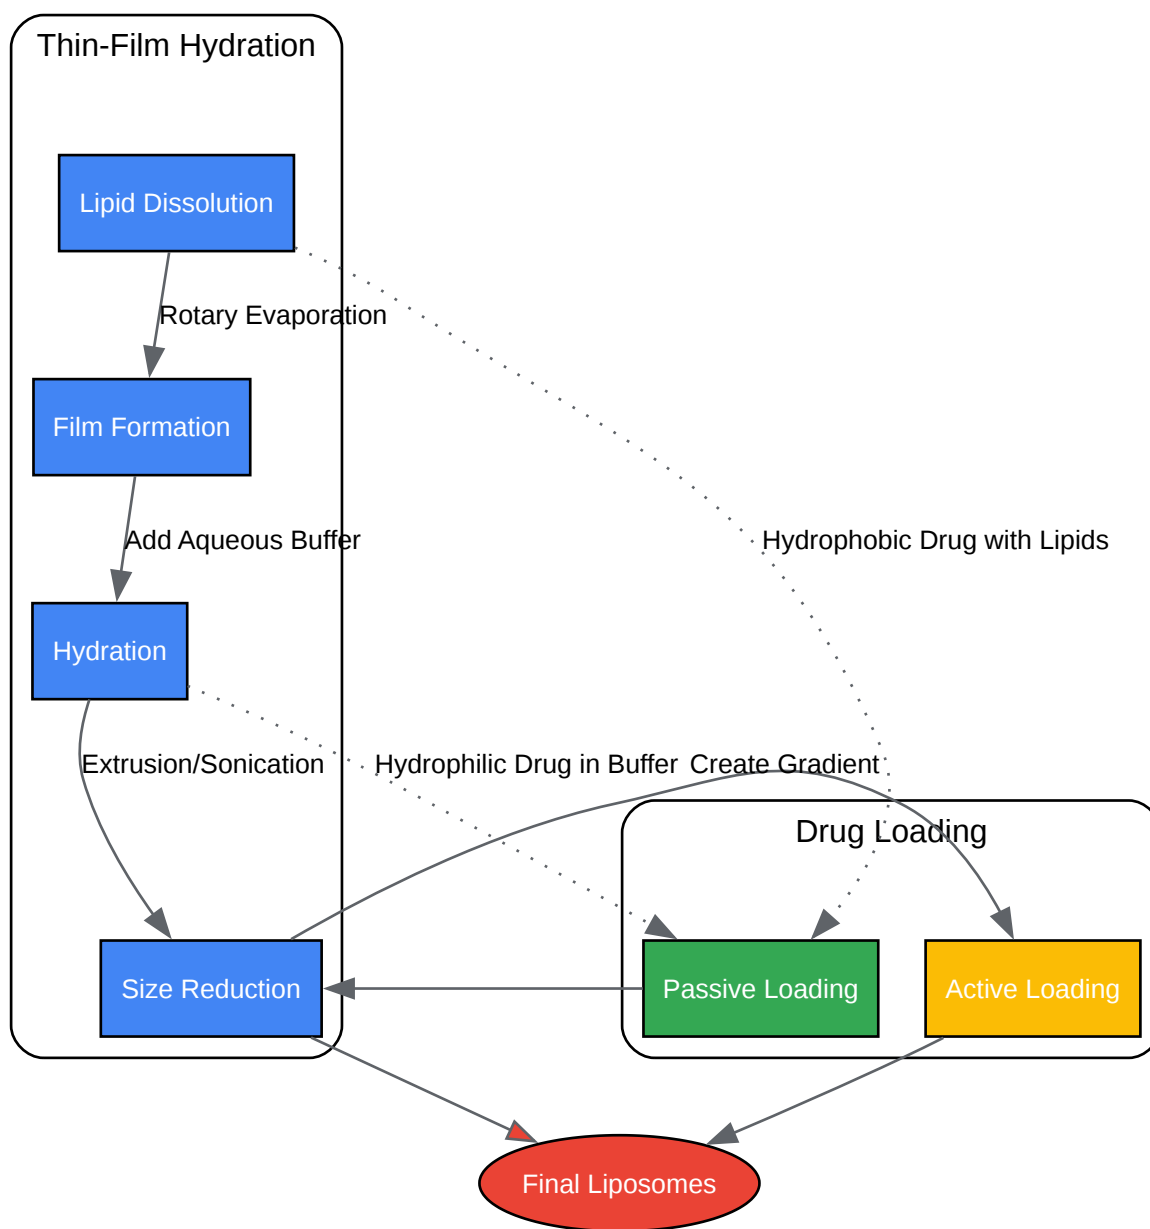 Thin-Film Hydration
Lipid Dissolution
Rotary Evaporation
Film Formation
Add Aqueous Buffer
Hydrophobic Drug with Lipids
Hydration
Extrusion/Sonication
Hydrophilic Drug in Buffer
Create Gradient
Drug Loading
Size Reduction
Passive Loading
Active Loading
Final Liposomes